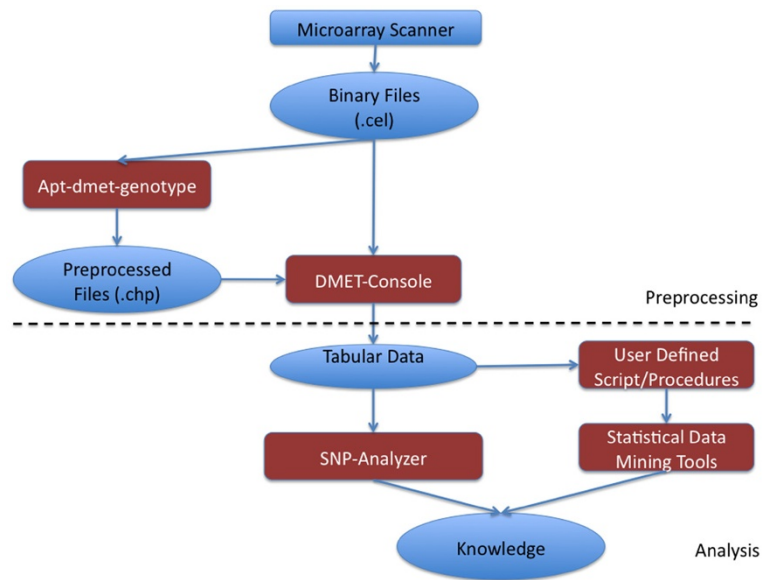 Microarray Scanner
Binary Files
(.cel)
Apt-dmet-genotype
Preprocessed
Files (.chp)
DMET-Console
Preprocessing
Tabular Data
User Defined
Script/Procedures
SNP-Analyzer
Statistical Data
Mining Tools
Knowledge
Analysis